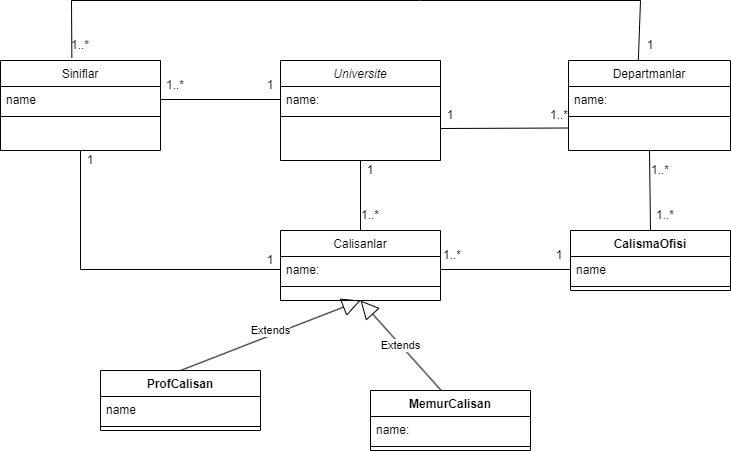 1..*
1
Siniflar
name
1..*
1
Universite
name:
1
1..*
Departmanlar
name:
1
1
1..*
1..*
1..*
Calisanlar
name:
1
1..*
1
CalismaOfisi
name
Extends
Extends
ProfCalisan
name
MemurCalisan
name: